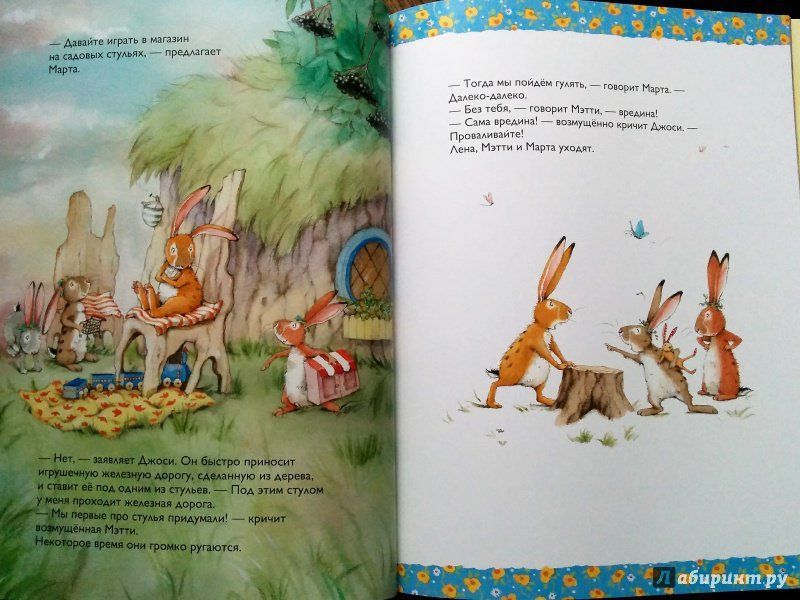 — Давайте играть в магазин
на садовых стульях, — предлагает
Марта.
— Нет, — заявляет Джоси. Он быстро приносит
игрушечную железную дорогу, сделанную из дерева,
и ставит её под одним из стульев. — Под этим стулом
у меня проходит железная дорога.
— Мы первые про стулья придумали! — кричит
возмущённая Мэтти.
Некоторое время они громко ругаются.
— Тогда мы пойдём гулять, — говорит Марта. —
Далеко-далеко.
— Без тебя, — говорит Мэтти, — вредина!
— Сама вредина! — возмущённо кричит Джоси. —
Проваливайте!
Лена, Мэтти и Марта уходят.
Лабиринт.ру